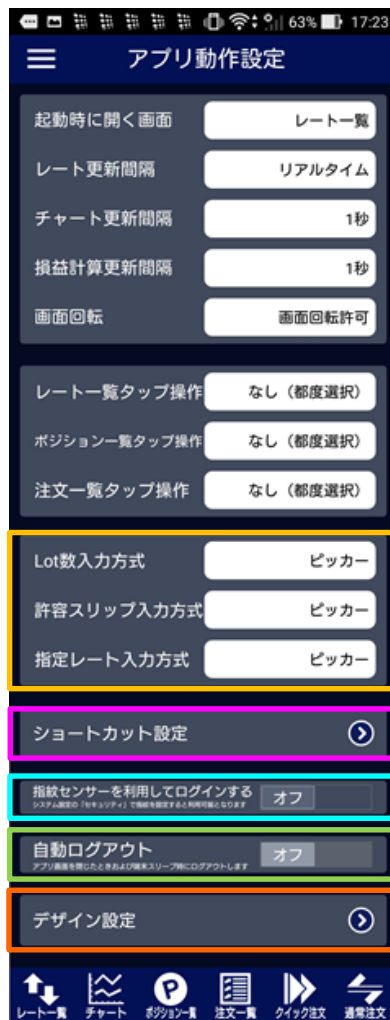 63% 17:23
アプリ動作設定
起動時に開く画面 レート一覧
レート更新間隔 リアルタイム
チャート更新間隔 1秒
損益計算更新間隔 1秒
画面回転 画面回転許可
レート一覧タップ操作 なし（都度選択）
ポジション一覧タップ操作 なし（都度選択）
注文一覧タップ操作 なし（都度選択）
Lot数入力方式 ピッカー
許容スリップ入力方式 ピッカー
指定レート入力方式 ピッカー
ショートカット設定
指紋センサーを利用してログインする オフ
システム設定の「セキュリティ」で指紋を設定すると利用可能となります
自動ログアウト オフ
アプリ画面を閉じたときおよび端末スリープ時にログアウトします
デザイン設定
レート一覧 チャート ポジション一覧 注文一覧 クイック注文 通常注文